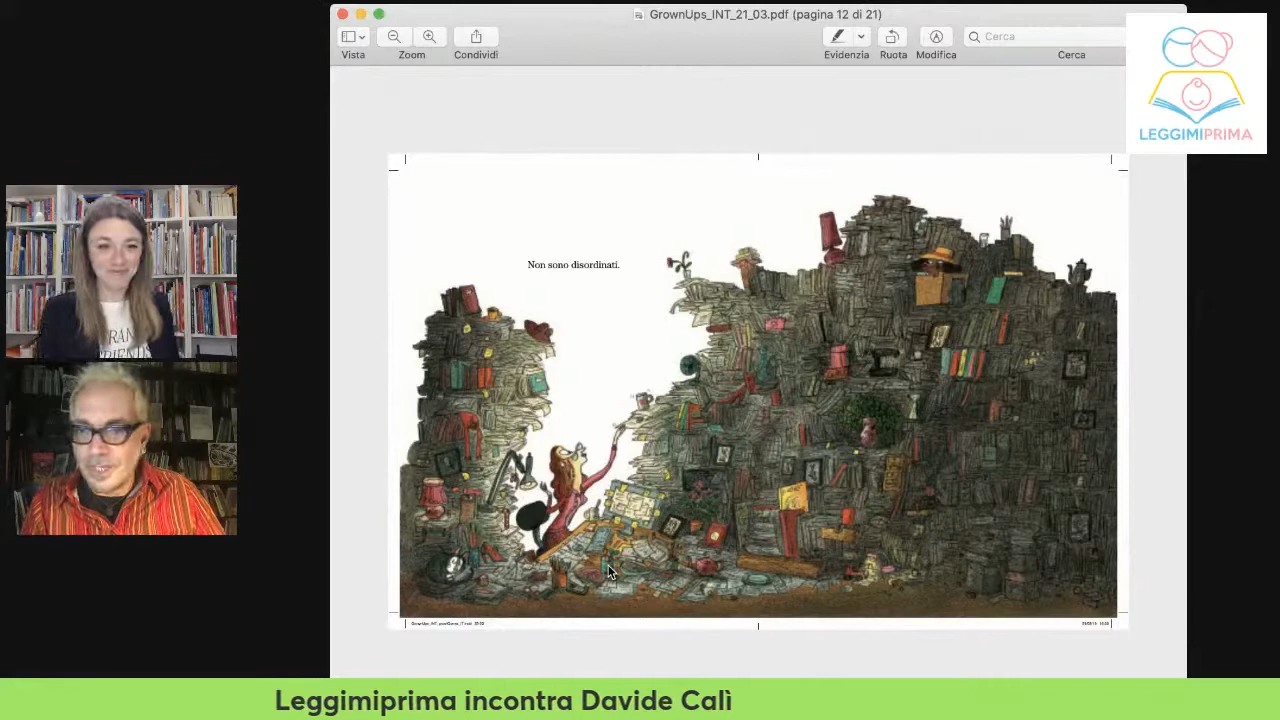 GrownUps_INT_21_03.pdf (pagina 12 di 21)
Vista
Zoom
Condividi
Evidenzia
Ruota
Modifica
Cerca
Cerca
LEGGIMIPRIMA
Non sono disordinati.
Leggimiprima incontra Davide Calì